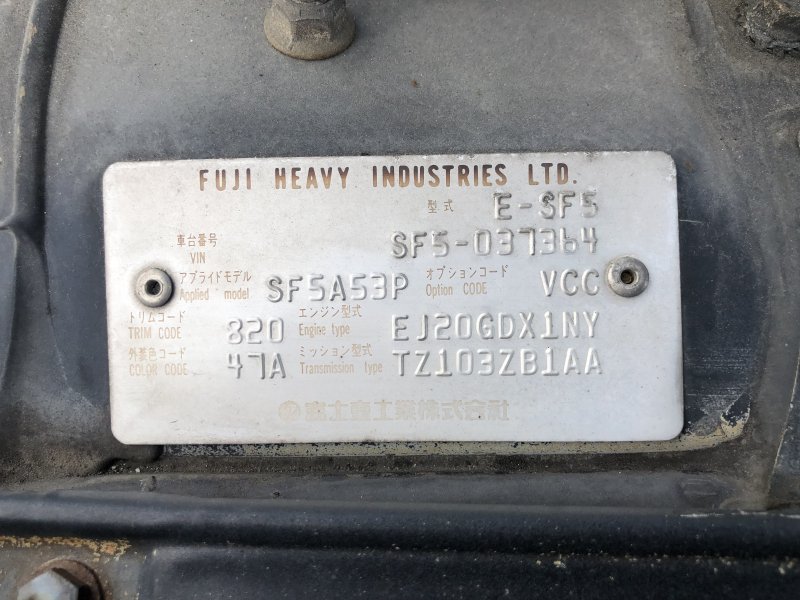 FUJI HEAVY INDUSTRIES LTD.
型式 E-SF5
車台番号 VIN SF5-037364
アプライドモデル Applied model SF5A53P オプションコード Option CODE VCC
トリムコード TRIM CODE 820 エンジン型式 Engine type EJ20GDX1NY
外装色コード COLOR CODE 47A ミッション型式 Transmission type TZ103ZB1AA
富士重工業株式会社